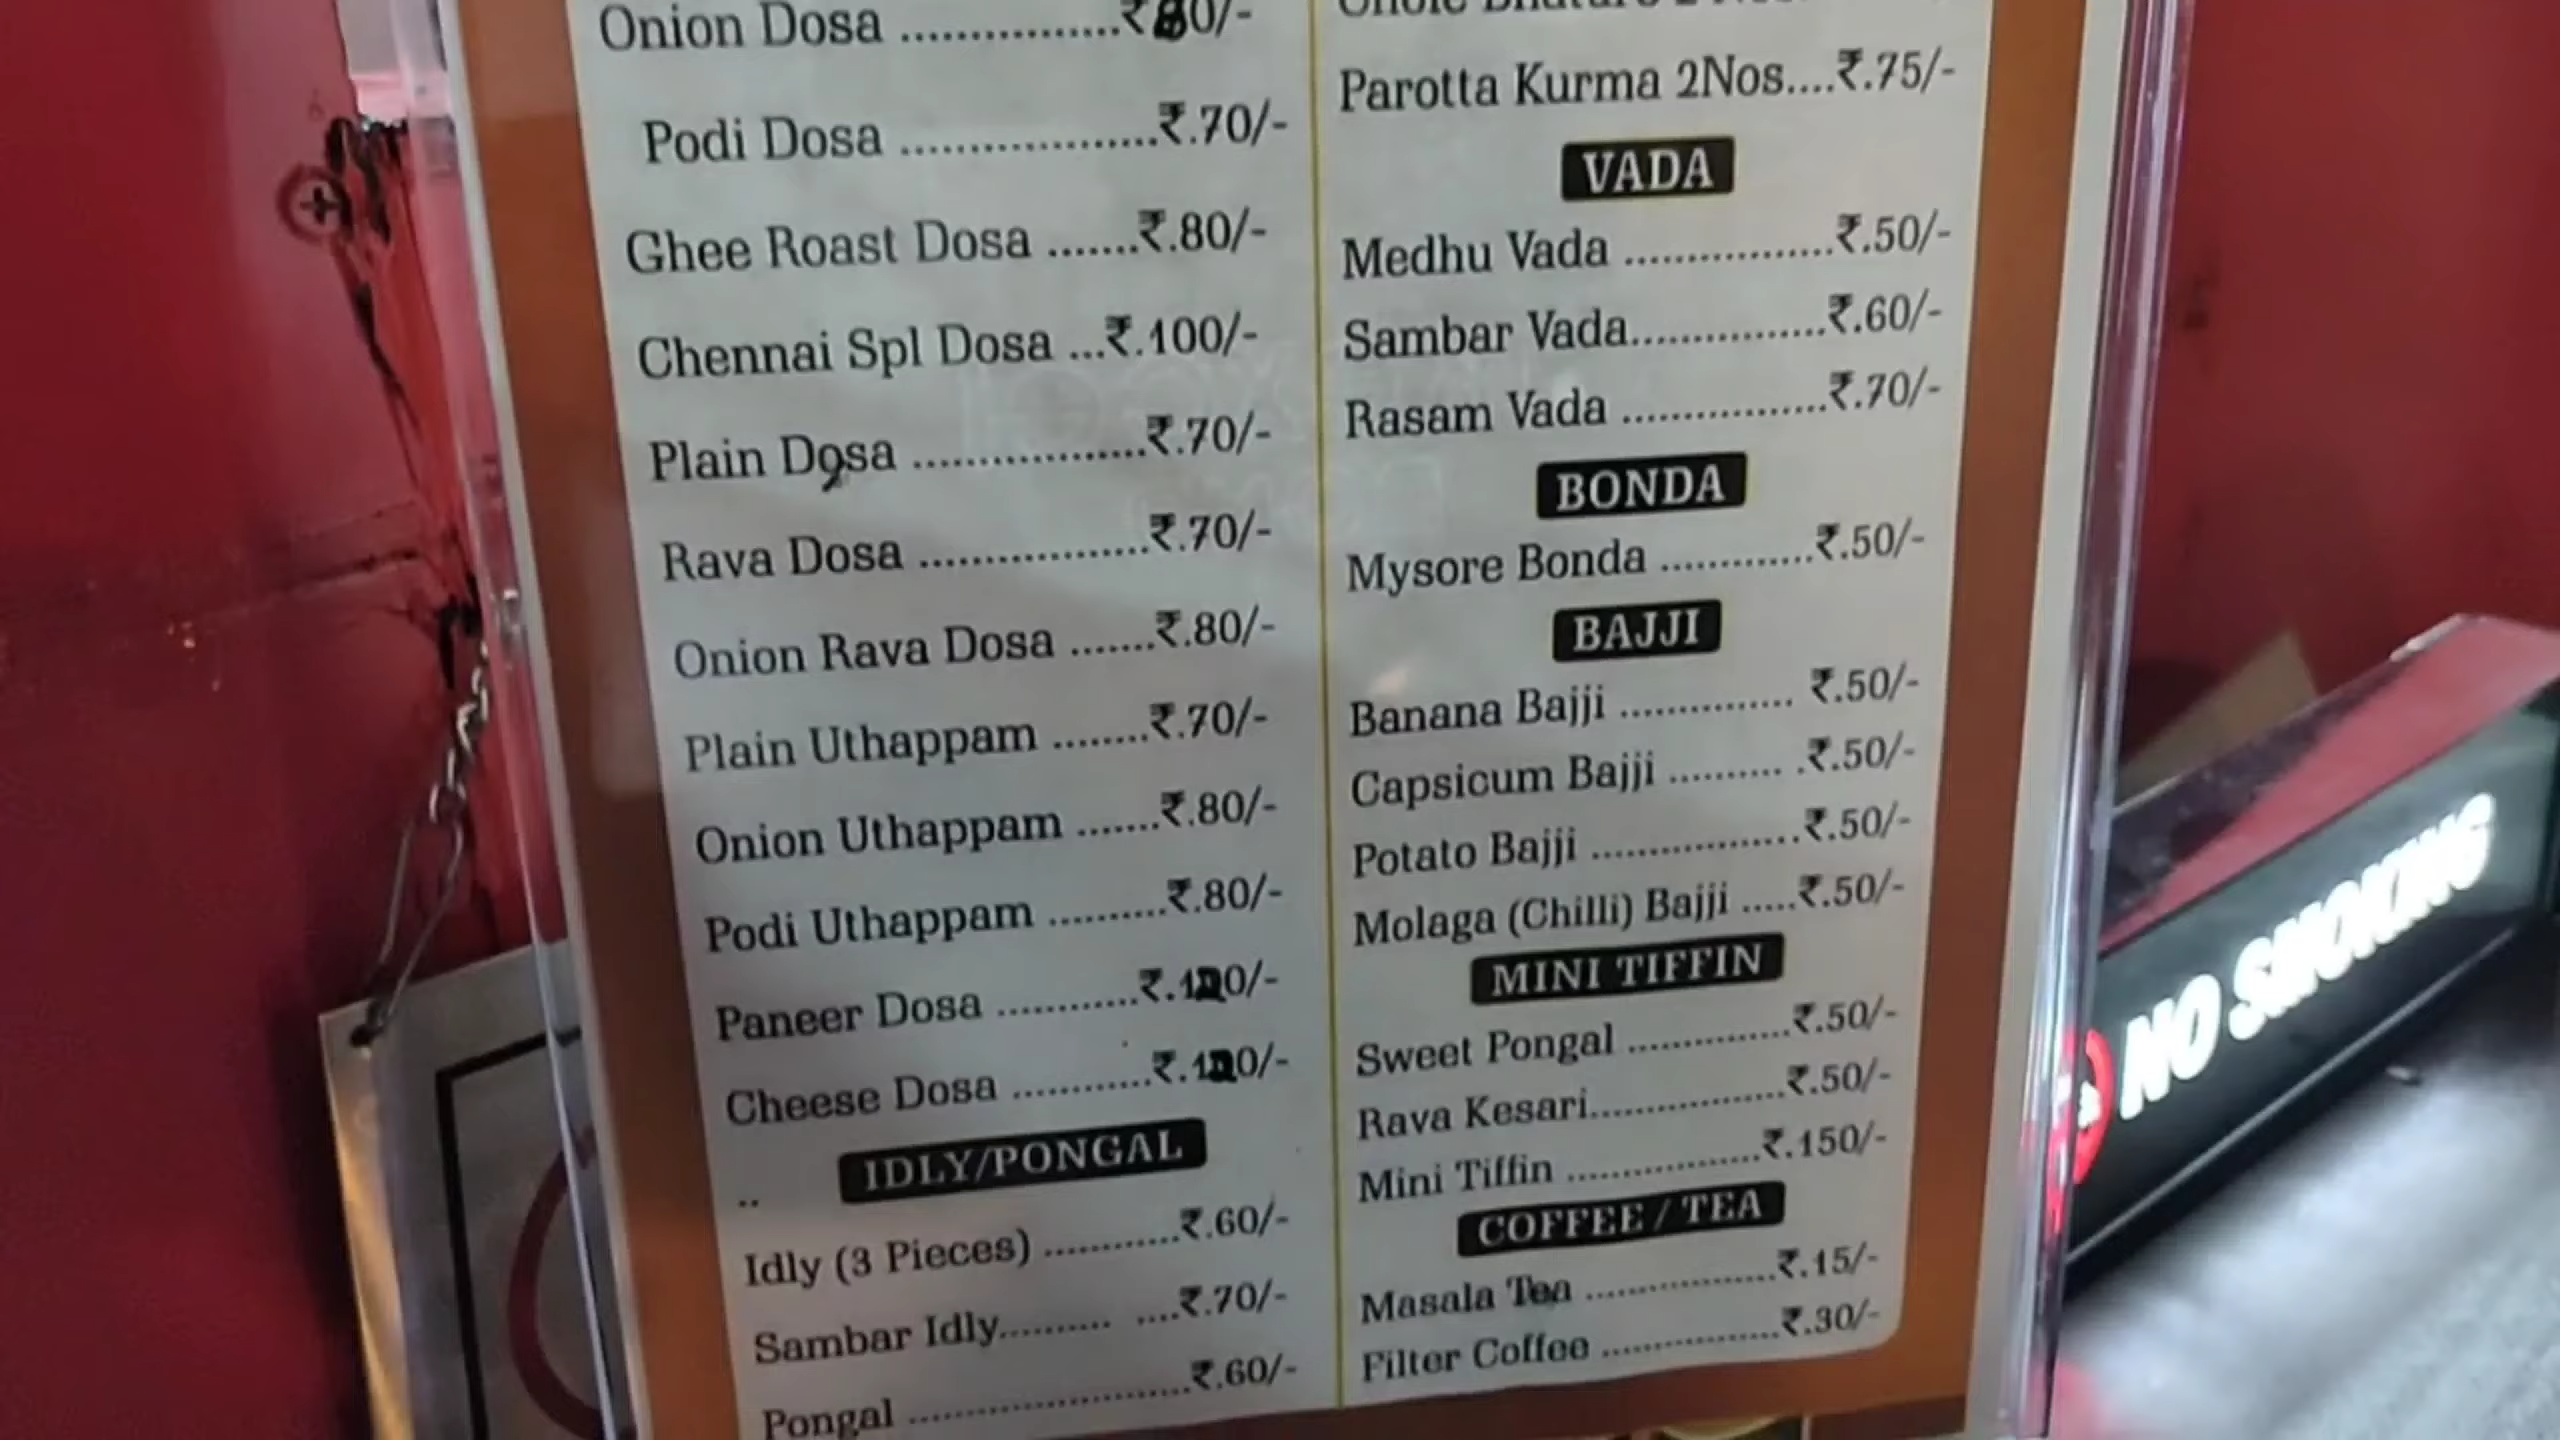 Onion Dosa ................₹80/-
Podi Dosa ...................₹.70/-
Ghee Roast Dosa .......₹.80/-
Chennai Spl Dosa ...₹.100/-
Plain Dosa .................₹.70/-
Rava Dosa .................₹.70/-
Onion Rava Dosa .......₹.80/-
Plain Uthappam ........₹.70/-
Onion Uthappam .......₹.80/-
Podi Uthappam ..........₹.80/-
Paneer Dosa ............
Cheese Dosa ............
IDLY/PONGAL
..
Idly (3 Pieces) ............₹.60/-
Sambar Idly.......... ....₹.70/-
Pongal ........................₹.60/-
Parotta Kurma 2Nos....₹.75/-
VADA
Medhu Vada .................₹.50/-
Sambar Vada................₹.60/-
Rasam Vada .................₹.70/-
BONDA
Mysore Bonda .............₹.50/-
BAJJI
Banana Bajji ............... ₹.50/-
Capsicum Bajji .......... .₹.50/-
Potato Bajji ..................₹.50/-
Molaga (Chilli) Bajji .....₹.50/-
MINI TIFFIN
Sweet Pongal ...............₹.50/-
Rava Kesari..................₹.50/-
Mini Tiffin ..................₹.150/-
COFFEE / TEA
Masala Tea ..................₹.15/-
Filter Coffee .................₹.30/-
NO SMOKING